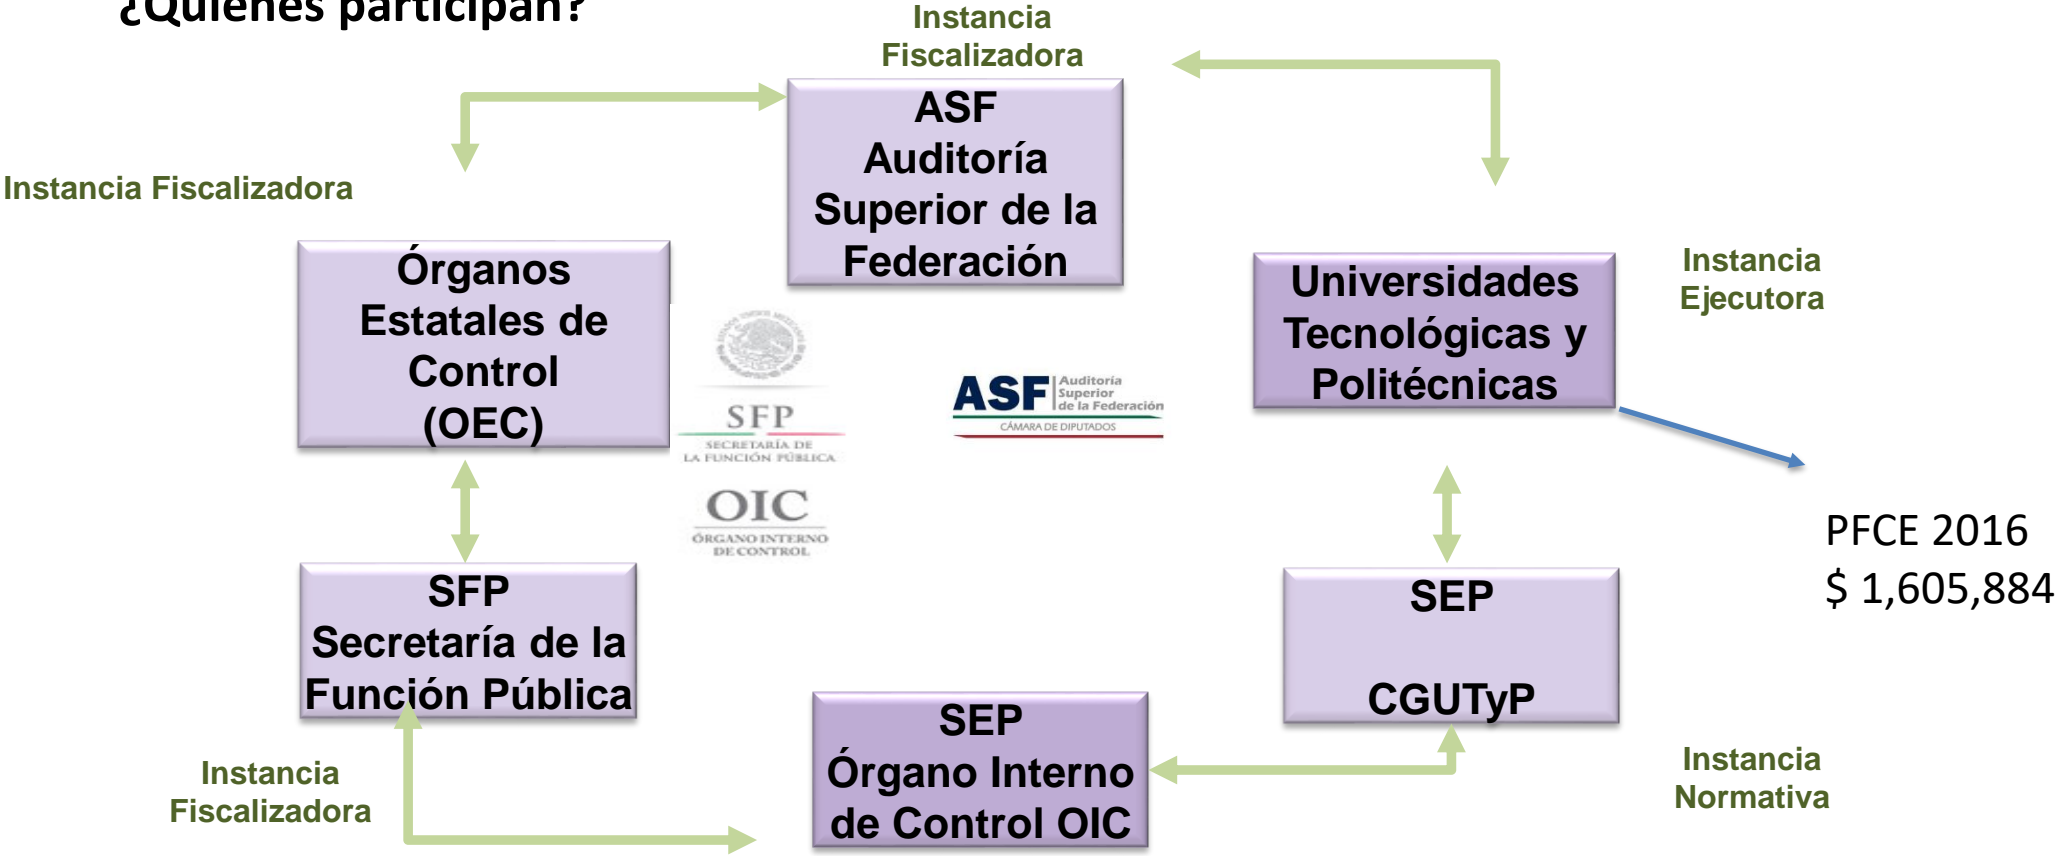 ¿Quiénes participan?
Instancia
Fiscalizadora
ASF
Auditoría
Superior de la
Federación
Instancia Fiscalizadora
Órganos
Estatales de
Control
(OEC)
Universidades
Tecnológicas y
Politécnicas
Instancia
Ejecutora
ESTADOS UNIDOS MEXICANOS
SFP
SECRETARÍA DE
LA FUNCIÓN PÚBLICA
OIC
ÓRGANO INTERNO
DE CONTROL
ASF
Auditoría
Superior
de la Federación
CÁMARA DE DIPUTADOS
PFCE 2016
$ 1,605,884
SFP
Secretaría de la
Función Pública
SEP
CGUTyP
SEP
Órgano Interno
de Control OIC
Instancia
Fiscalizadora
Instancia
Normativa